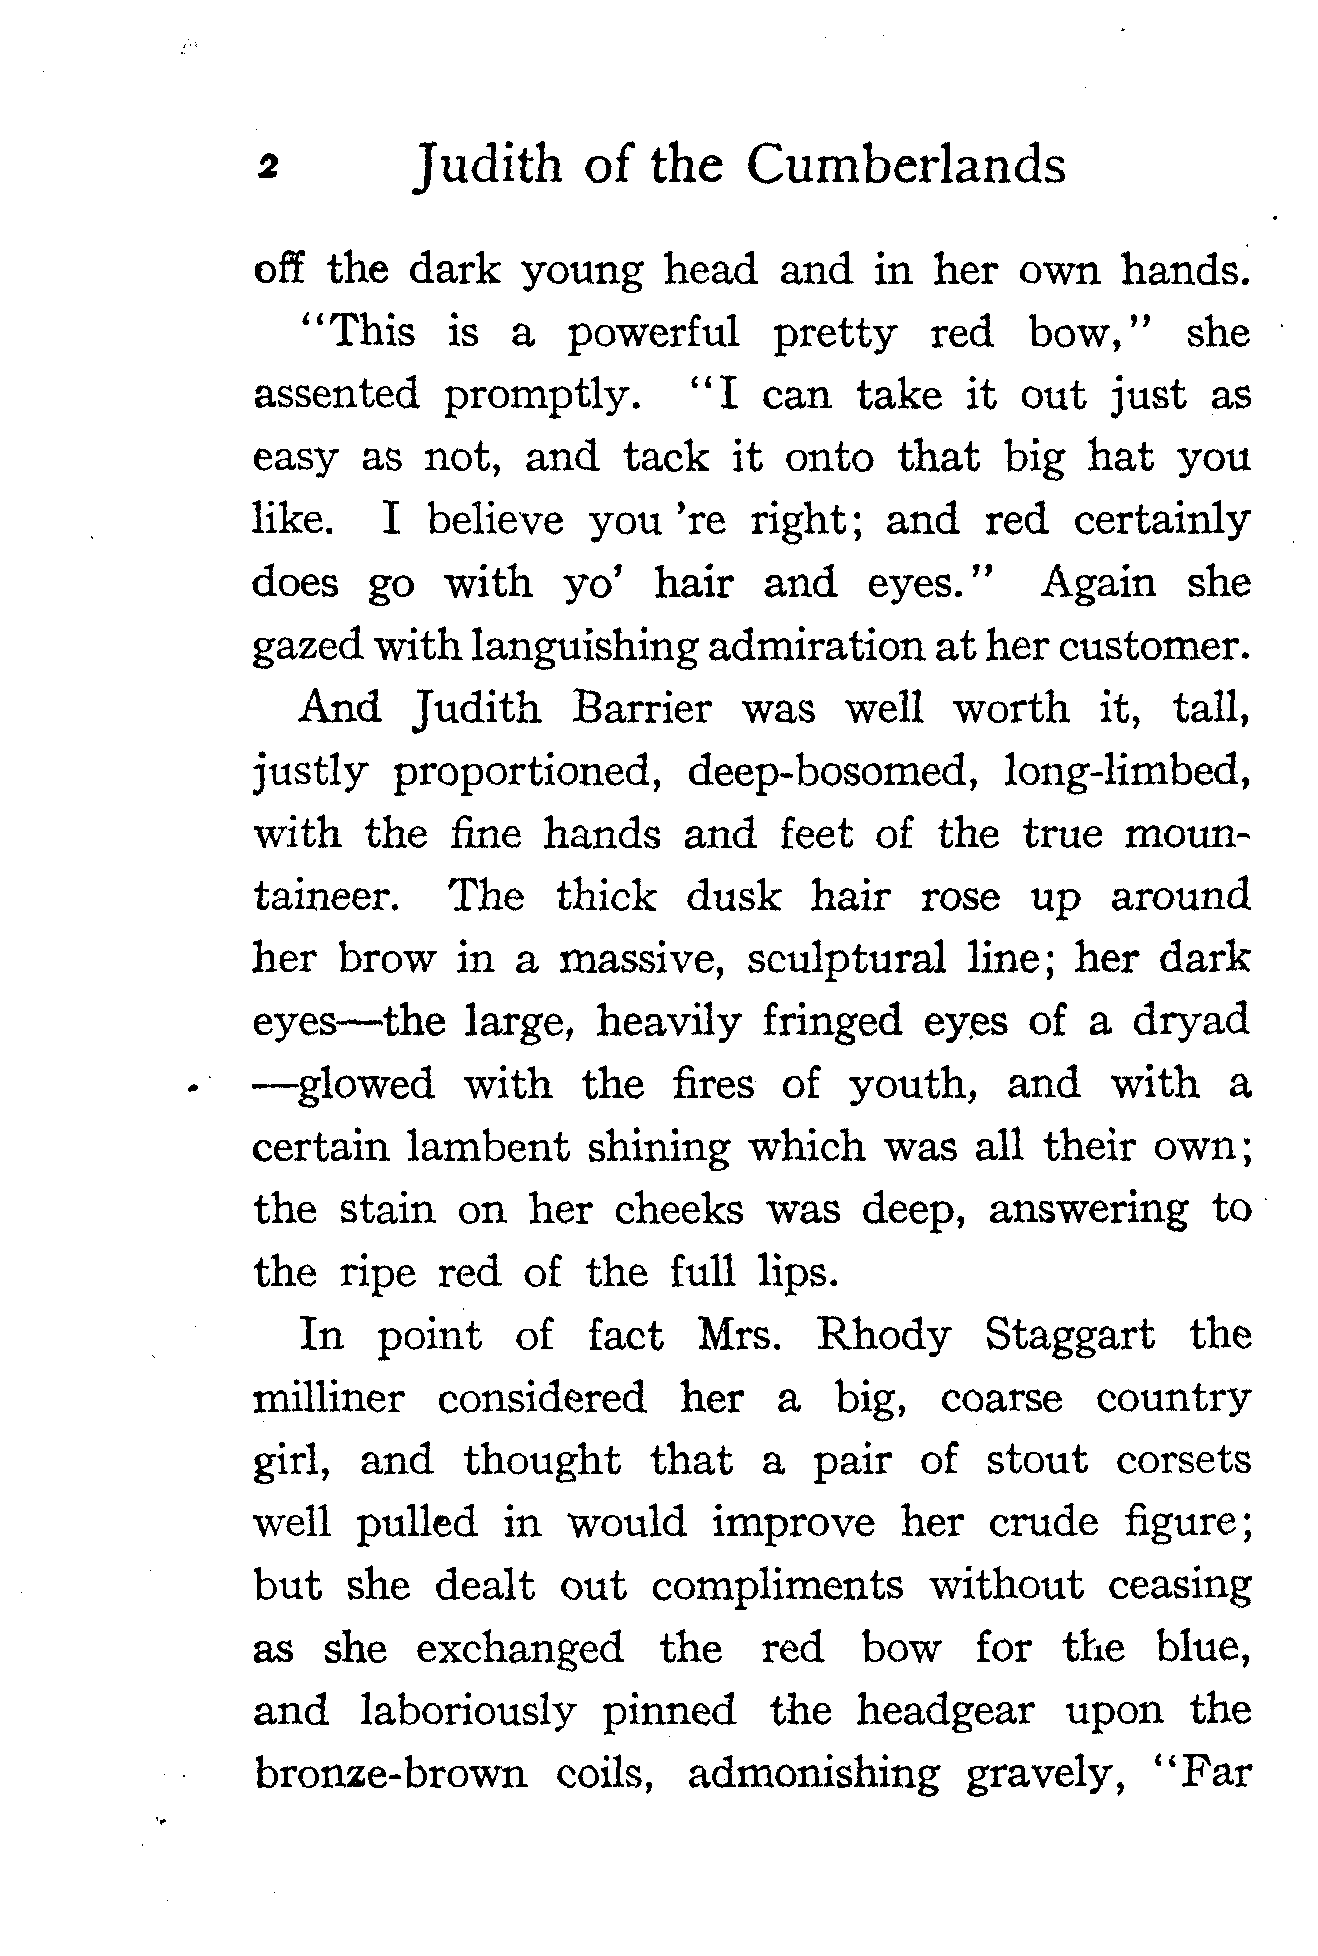 2 Judith of the Cumberlands
off the dark young head and in her own hands.
“This is a powerful pretty red bow,” she
assented promptly. “I can take it out just as
easy as not, and tack it onto that big hat you
like. I believe you 're right; and red certainly
does go with yo' hair and eyes.” Again she
gazed with languishing admiration at her customer.
And Judith Barrier was well worth it, tall,
justly proportioned, deep-bosomed, long-limbed,
with the fine hands and feet of the true moun-
taineer. The thick dusk hair rose up around
her brow in a massive, sculptural line; her dark
eyes—the large, heavily fringed eyes of a dryad
—glowed with the fires of youth, and with a
certain lambent shining which was all their own;
the stain on her cheeks was deep, answering to
the ripe red of the full lips.
In point of fact Mrs. Rhody Staggart the
milliner considered her a big, coarse country
girl, and thought that a pair of stout corsets
well pulled in would improve her crude figure;
but she dealt out compliments without ceasing
as she exchanged the red bow for the blue,
and laboriously pinned the headgear upon the
bronze-brown coils, admonishing gravely, “Far